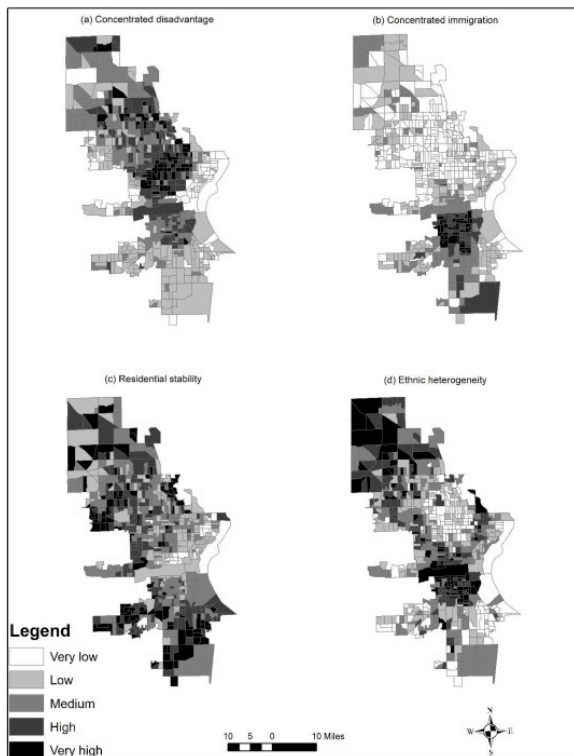 (a) Concentrated disadvantage
(b) Concentrated immigration
(c) Residential stability
(d) Ethnic heterogeneity
Legend
Very low
Low
Medium
High
Very high
10 5 0 10 Miles
N
W E
S